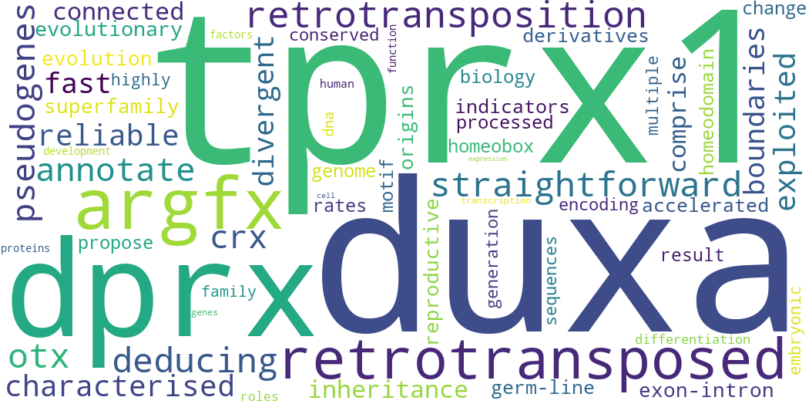 connected
retrotransposition
change
evolutionary
factors
conserved
function
derivatives
pseudogenes
evolution
fast
highly
divergent
tprx1
human
biology
multiple
comprise
homeodomain
boundaries
exploited
superfamily
indicators
processed
dna
origins
reliable
homeobox
development
annotate
genome
motif
expression
argfx
straightforward
cell
transcription
rates
encoding
accelerated
crx
duxa
proteins
propose
dprx
reproductive
generation
sequences
result
family
genes
embryonic
otx
deducing
retrotransposed
differentiation
characterised
roles
inheritance
germ-line
exon-intron